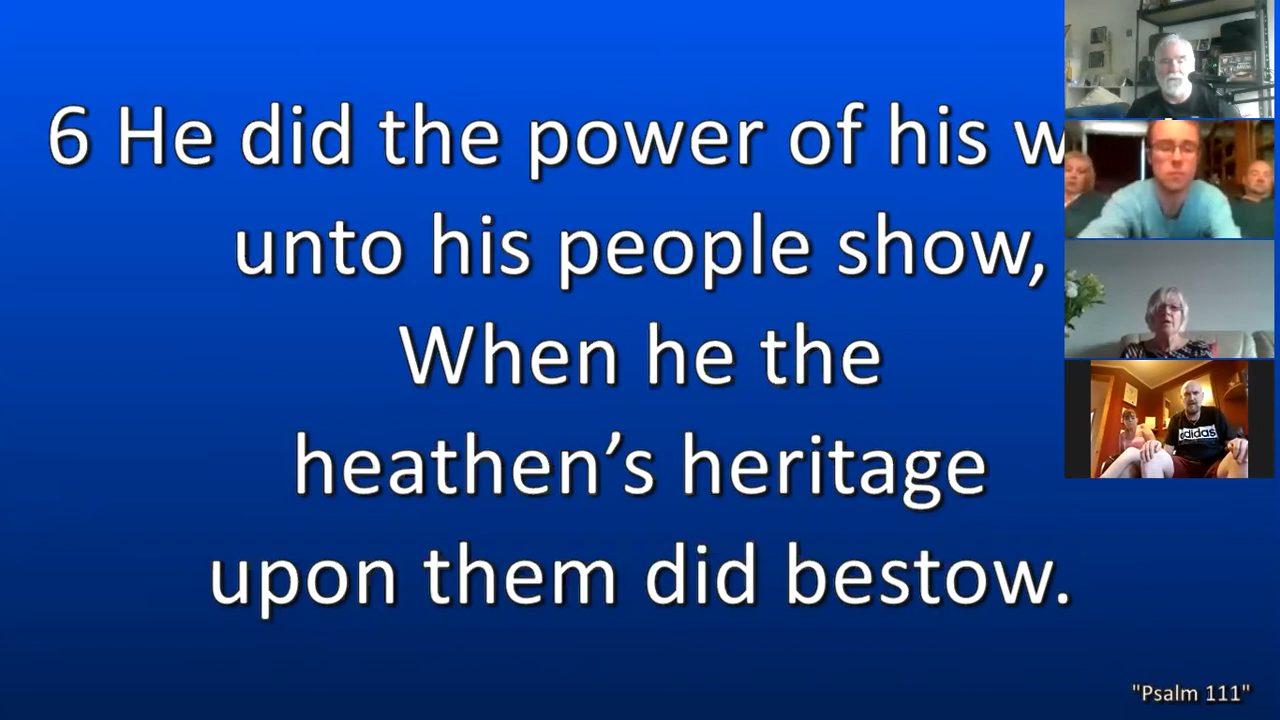 6 He did the power of his
unto his people show,
When he the
heathen’s heritage
upon them did bestow.
adidas
"Psalm 111"